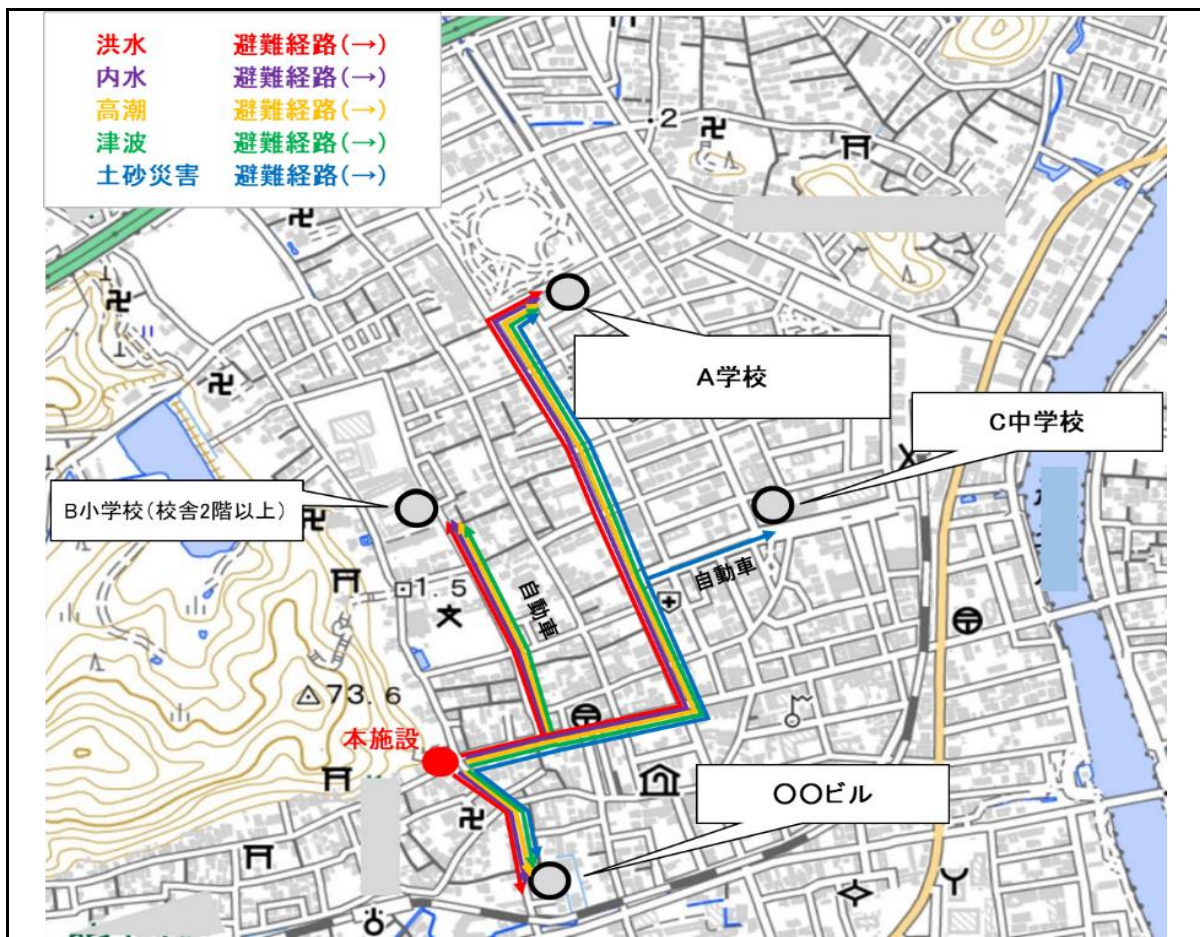 洪水 避難経路(→)
内水 避難経路(→)
高潮 避難経路(→)
津波 避難経路(→)
土砂災害 避難経路(→)
・2
A学校
C中学校
B小学校(校舎2階以上)
自動車
1.5
自動車
73.6
本施設
〇〇ビル